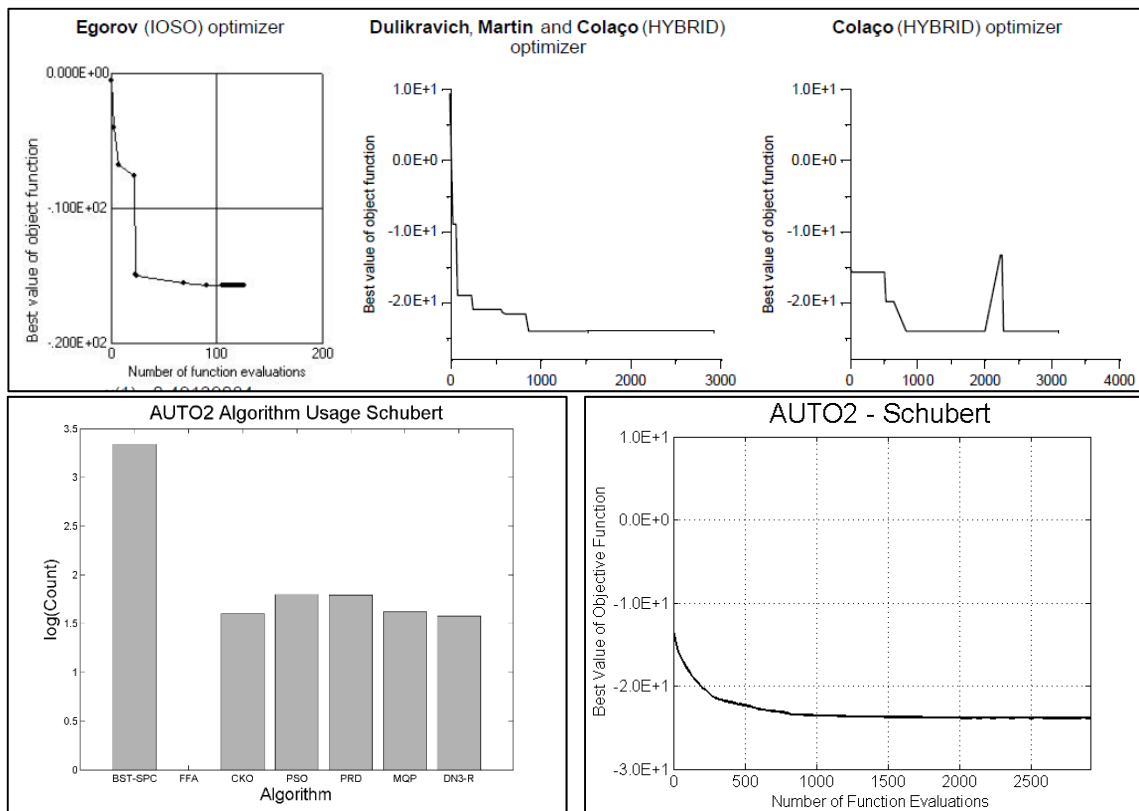 Egorov (IOSO) optimizer
0.000E+00
-.100E+02
-.200E+02
Best value of object function
0
100
200
Number of function evaluations
Dulikravich, Martin and Colaço (HYBRID)
optimizer
1.0E+1
0.0E+0
-1.0E+1
-2.0E+1
Best value of object function
0
1000
2000
3000
Colaço (HYBRID) optimizer
1.0E+1
0.0E+0
-1.0E+1
-2.0E+1
Best value of object function
0
1000
2000
3000
4000
AUTO2 Algorithm Usage Schubert
3.5
3
2.5
2
1.5
1
0.5
0
log(Count)
BST-SPC
FFA
CKO
PSO
PRD
MQP
DN3-R
Algorithm
AUTO2 - Schubert
1.0E+1
0.0E+0
-1.0E+1
-2.0E+1
-3.0E+1
Best Value of Objective Function
0
500
1000
1500
2000
2500
Number of Function Evaluations